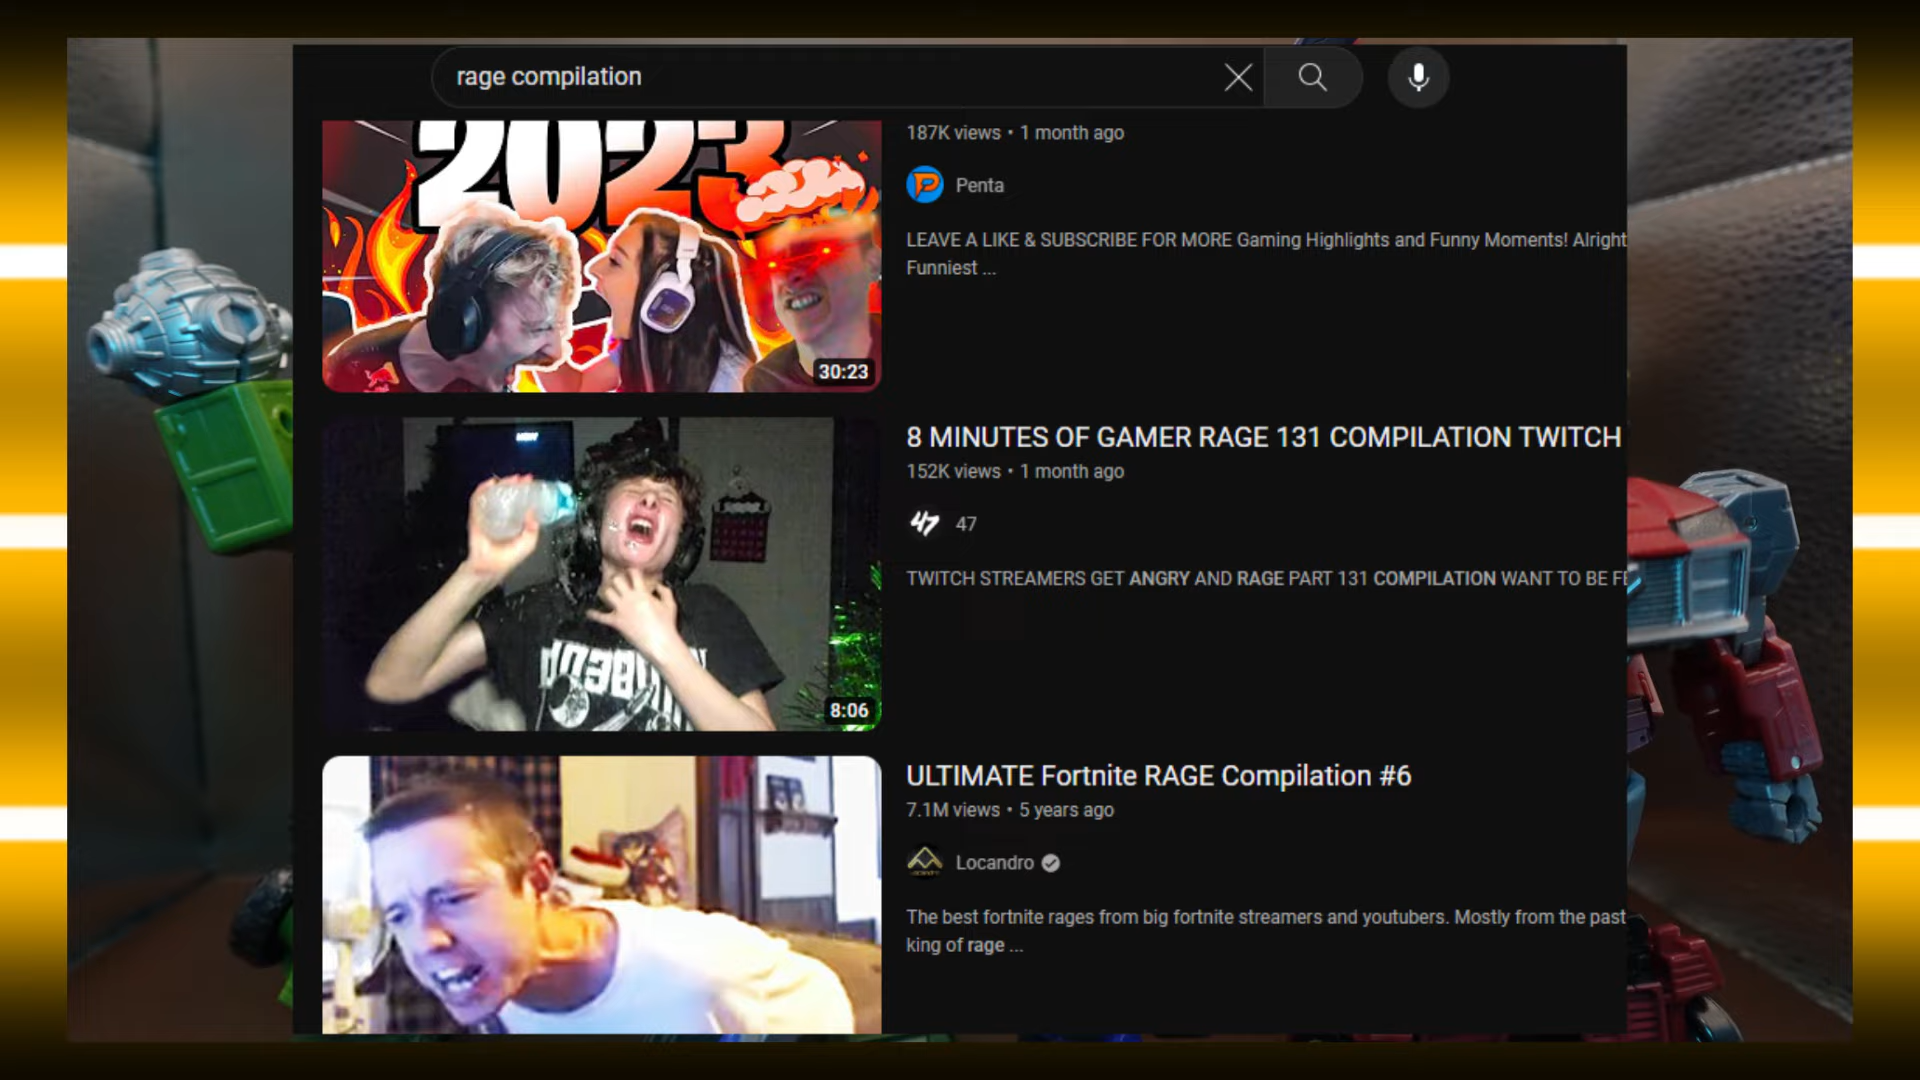 rage compilation
2023
187K views • 1 month ago
Penta
LEAVE A LIKE & SUBSCRIBE FOR MORE Gaming Highlights and Funny Moments! Alright
Funniest ...
30:23
8 MINUTES OF GAMER RAGE 131 COMPILATION TWITCH
152K views • 1 month ago
47
47
TWITCH STREAMERS GET ANGRY AND RAGE PART 131 COMPILATION WANT TO BE
8:06
ULTIMATE Fortnite RAGE Compilation #6
7.1M views • 5 years ago
Locandro
The best fortnite rages from big fortnite streamers and youtubers. Mostly from the past
king of rage ...